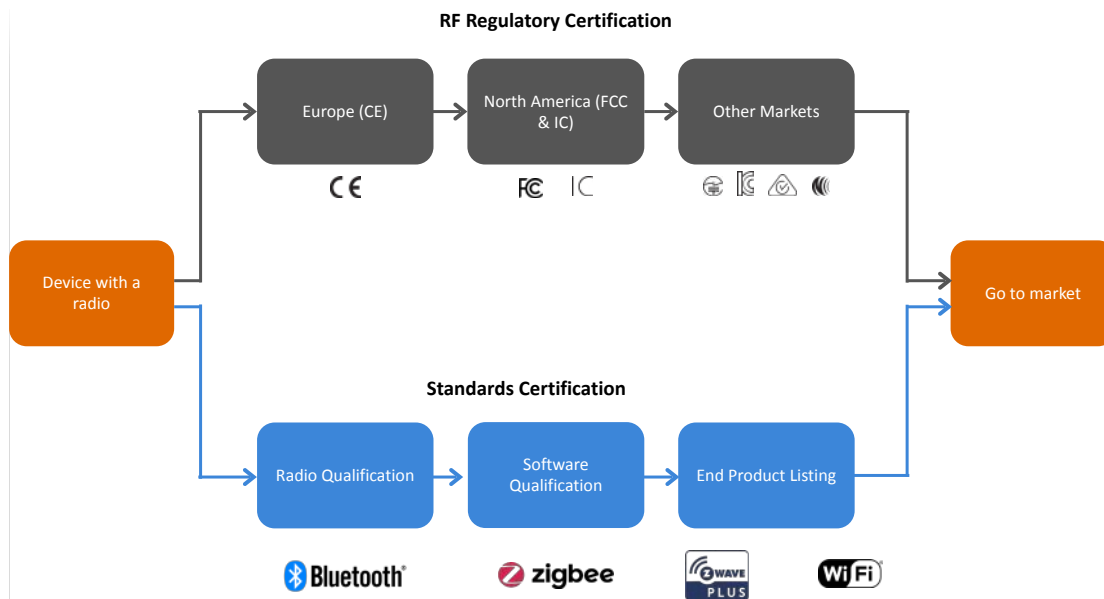 RF Regulatory Certification
Europe (CE)
North America (FCC
& IC)
Other Markets
CE
FC
IC
Device with a
radio
Go to market
Standards Certification
Radio Qualification
Software
Qualification
End Product Listing
Bluetooth®
zigbee
Z WAVE
PLUS
WiFi